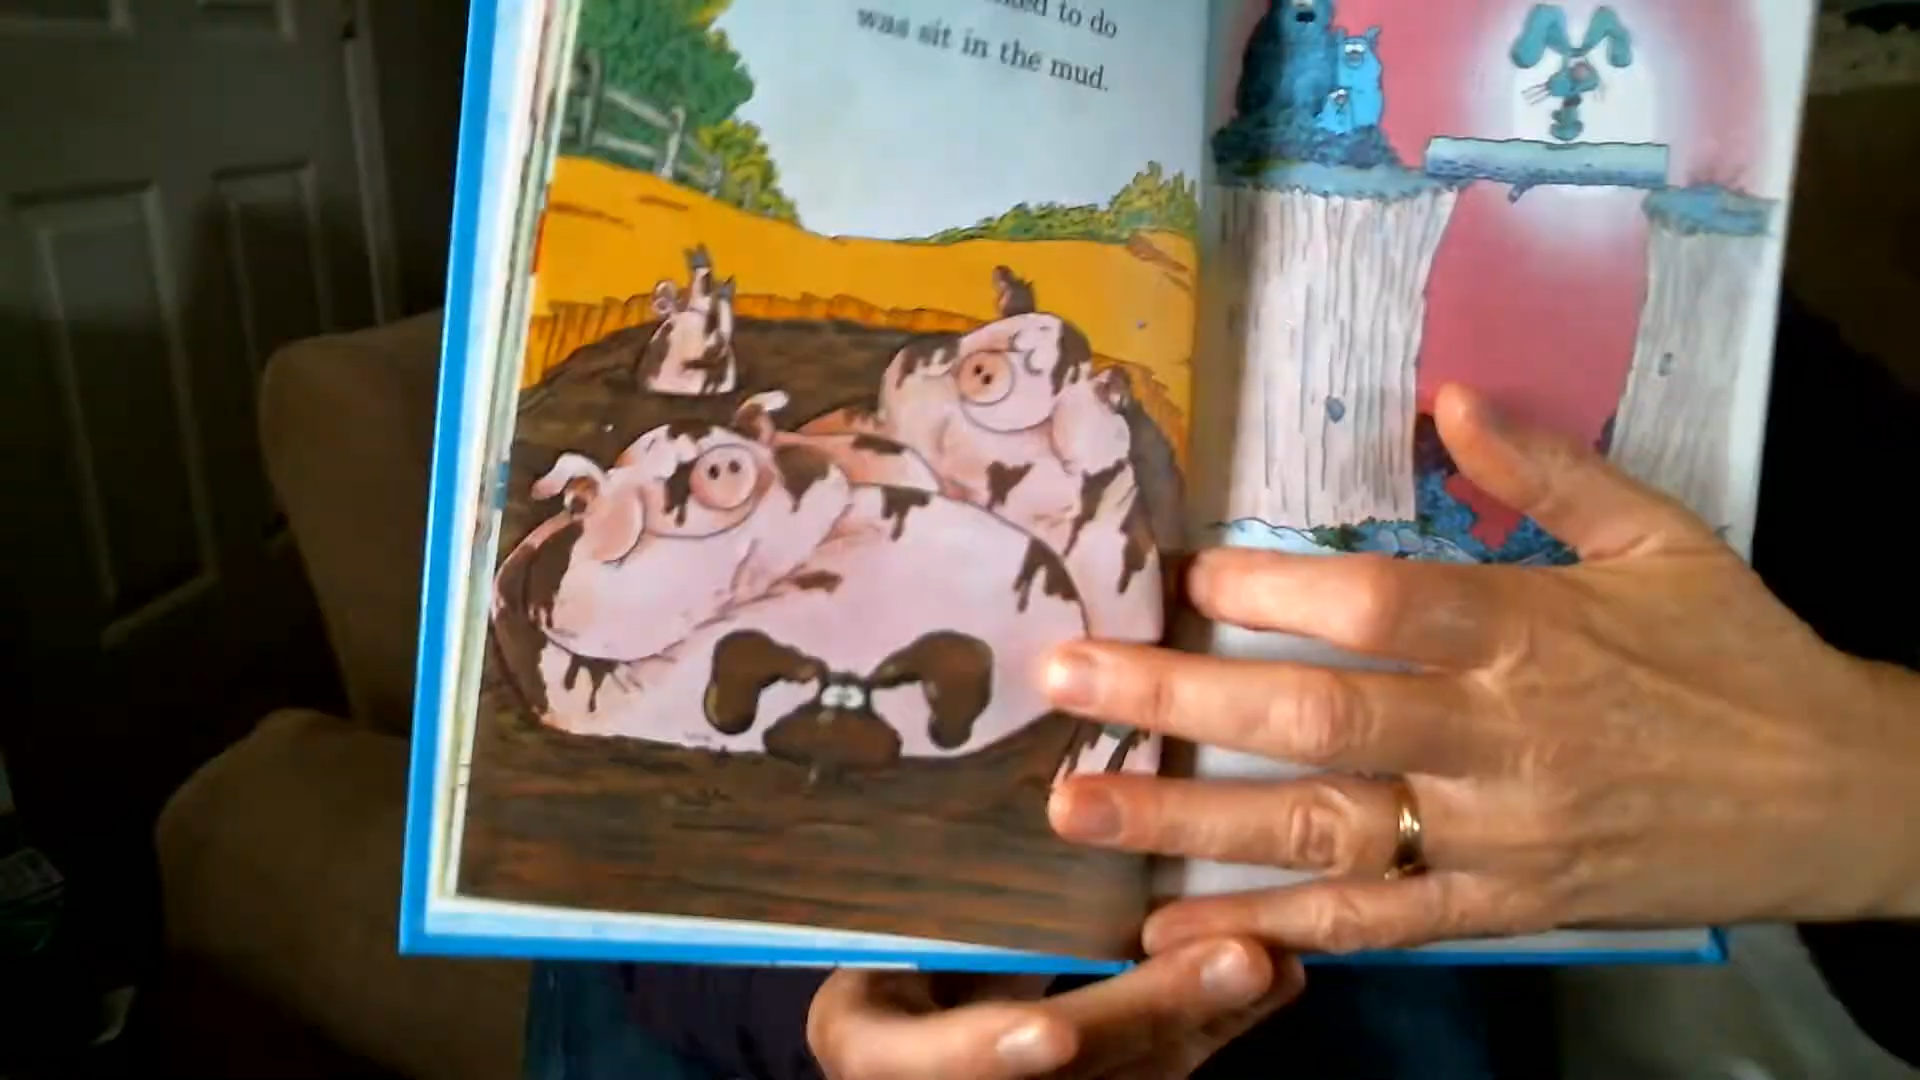 to do
was sit in the mud.